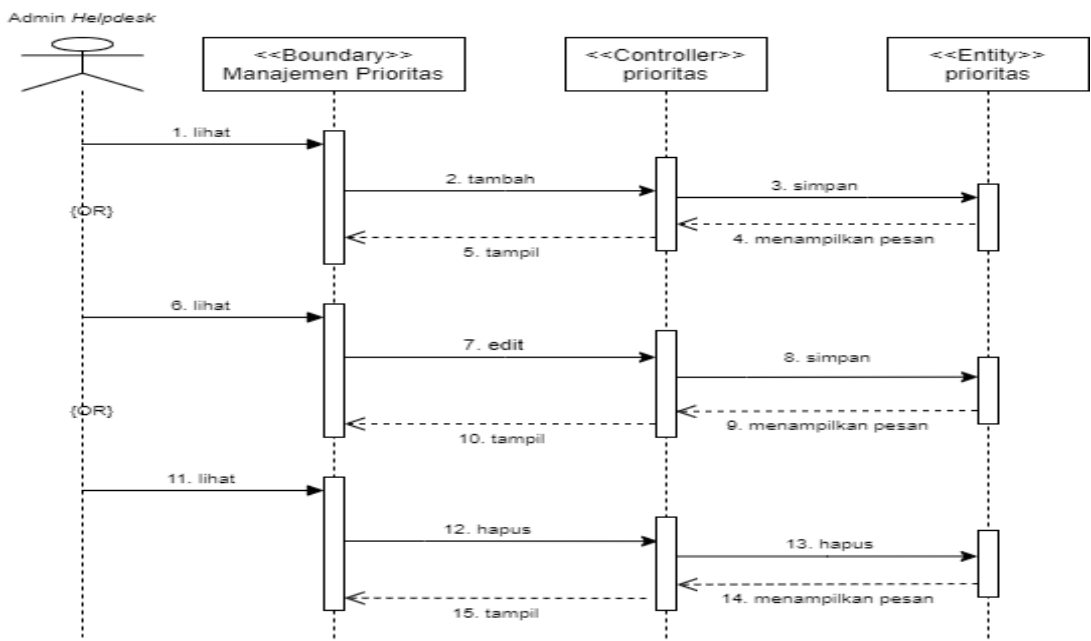 Admin Helpdesk
<<Boundary>>
Manajemen Prioritas
<<Controller>>
prioritas
<<Entity>>
prioritas
1. lihat
2. tambah
3. simpan
{OR}
4. menampilkan pesan
5. tampil
6. lihat
7. edit
8. simpan
{OR}
9. menampilkan pesan
10. tampil
11. lihat
12. hapus
13. hapus
14. menampilkan pesan
15. tampil